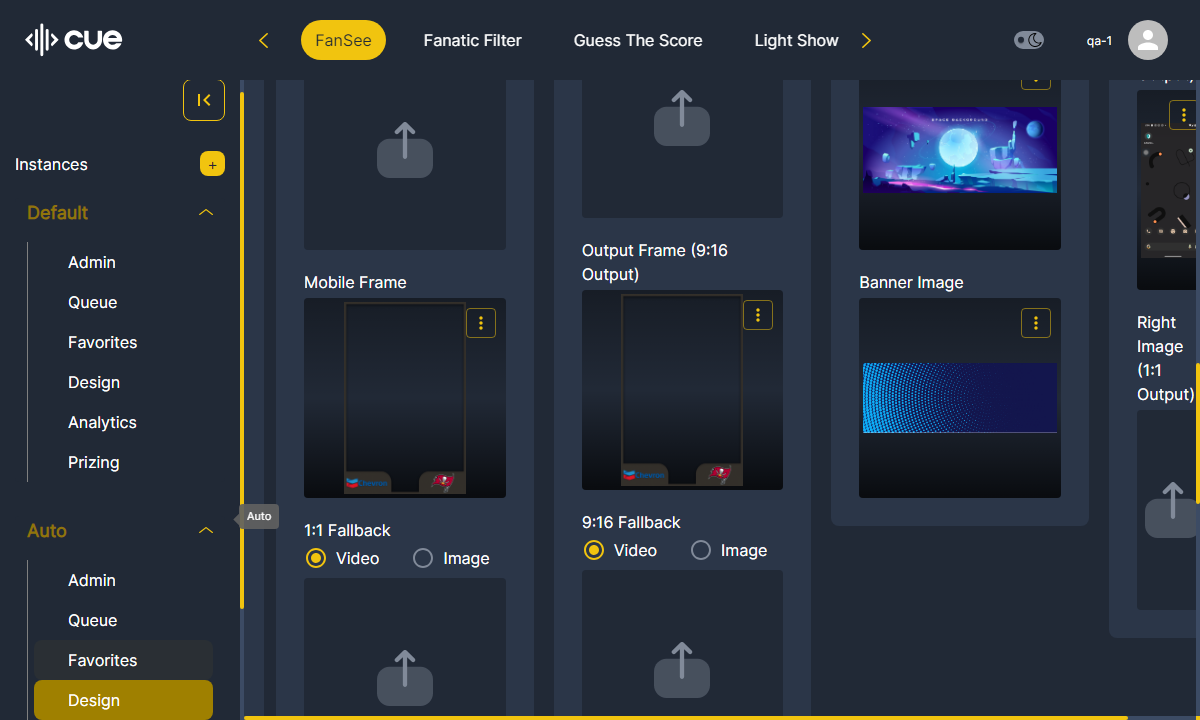 cue
FanSee
Fanatic Filter
Guess The Score
Light Show
qa-1
Instances
+
Default
Admin
Queue
Favorites
Design
Analytics
Prizing
Auto
Admin
Queue
Favorites
Design
Auto
Mobile Frame
1:1 Fallback
Video
Image
Output Frame (9:16
Output)
9:16 Fallback
Video
Image
SPACE BACKGROUND
Banner Image
Right
Image
(1:1
Output)